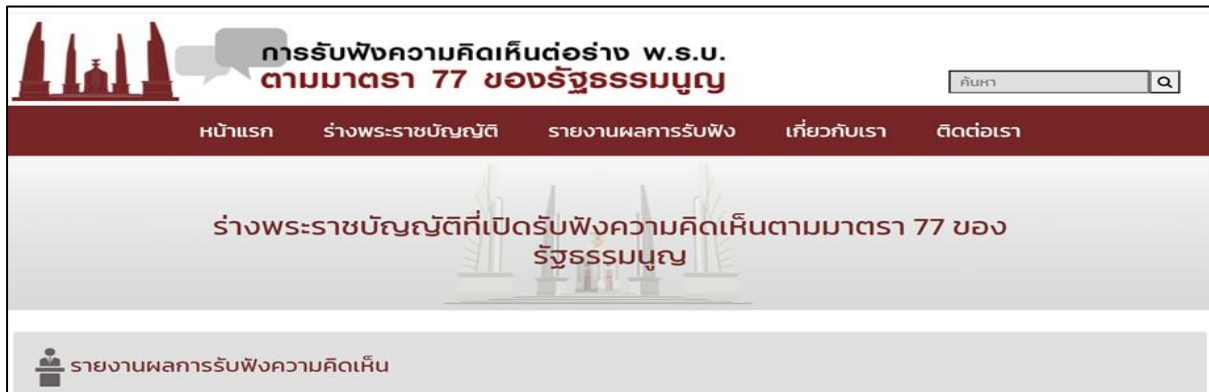 การรับฟังความคิดเห็นต่อร่าง พ.ร.บ.
ตามมาตรา 77 ของรัฐธรรมนูญ
ค้นหา
หน้าแรก ร่างพระราชบัญญัติ รายงานผลการรับฟัง เกี่ยวกับเรา ติดต่อเรา
ร่างพระราชบัญญัติที่เปิดรับฟังความคิดเห็นตามมาตรา 77 ของ
รัฐธรรมนูญ
รายงานผลการรับฟังความคิดเห็น